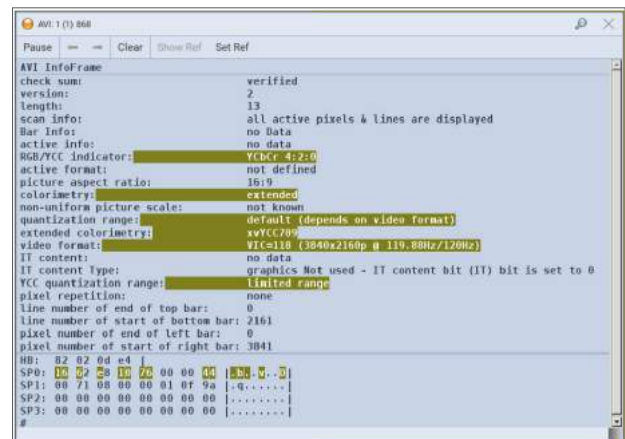 AVI: 1 (1) 868
Pause Clear Show Ref Set Ref
AVI InfoFrame
check sum: verified
version: 2
length: 13
scan info: all active pixels & lines are displayed
Bar Info: no Data
active info: no data
RGB/YCC indicator: YCbCr 4:2:0
active format: not defined
picture aspect ratio: 16:9
colorimetry: extended
non-uniform picture scale: not known
quantization range: default (depends on video format)
extended colorimetry: xvYCC709
video format: VIC=118 (3840x2160p @ 119.88Hz/120Hz)
IT content: no data
IT content Type: graphics Not used - IT content bit (IT) bit is set to 0
YCC quantization range: limited range
pixel repetition: none
line number of end of top bar: 0
line number of start of bottom bar: 2161
pixel number of end of left bar: 0
pixel number of start of right bar: 3841
HB: 82 02 0d e4 |
SP0: 16 62 e8 10 76 00 00 44 |.b..v..D|
SP1: 00 71 08 00 00 01 0f 9a |.q......|
SP2: 00 00 00 00 00 00 00 00 |........|
SP3: 00 00 00 00 00 00 00 00 |........|
#